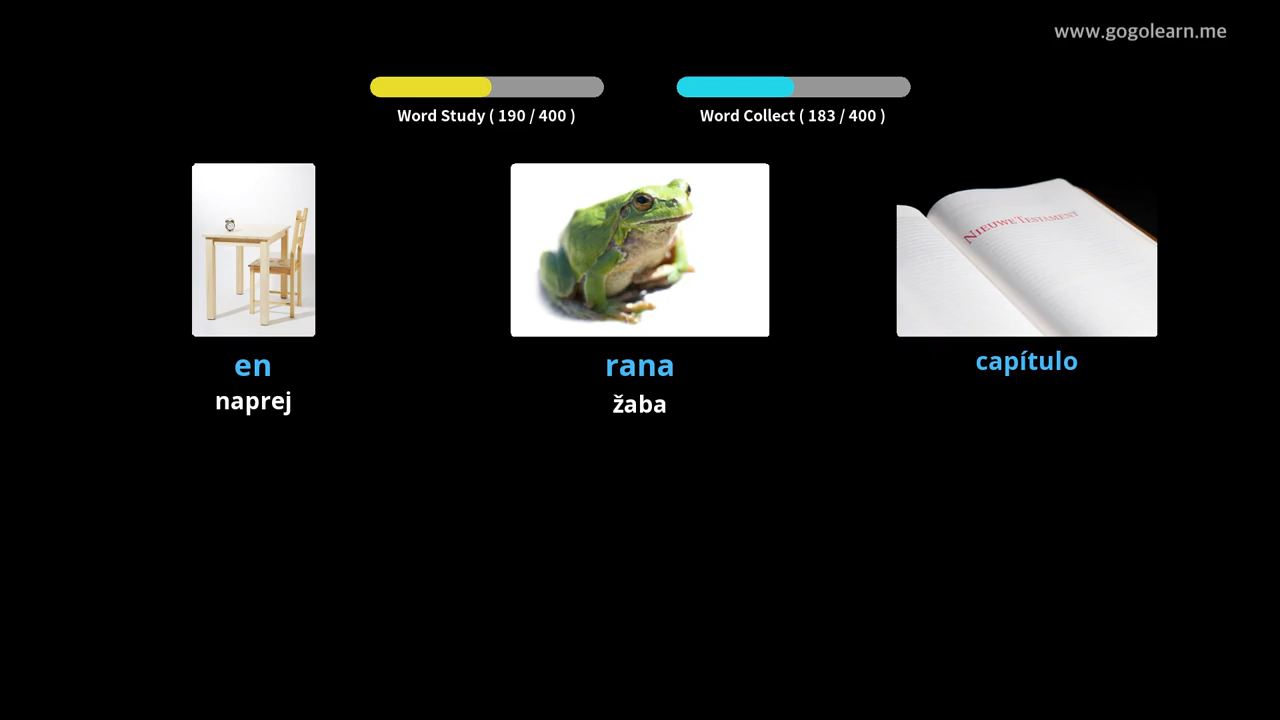 www.gogolearn.me
Word Study ( 190 / 400 )
Word Collect ( 183 / 400 )
NIEUWE TESTAMENT
en
rana
capítulo
naprej
žaba